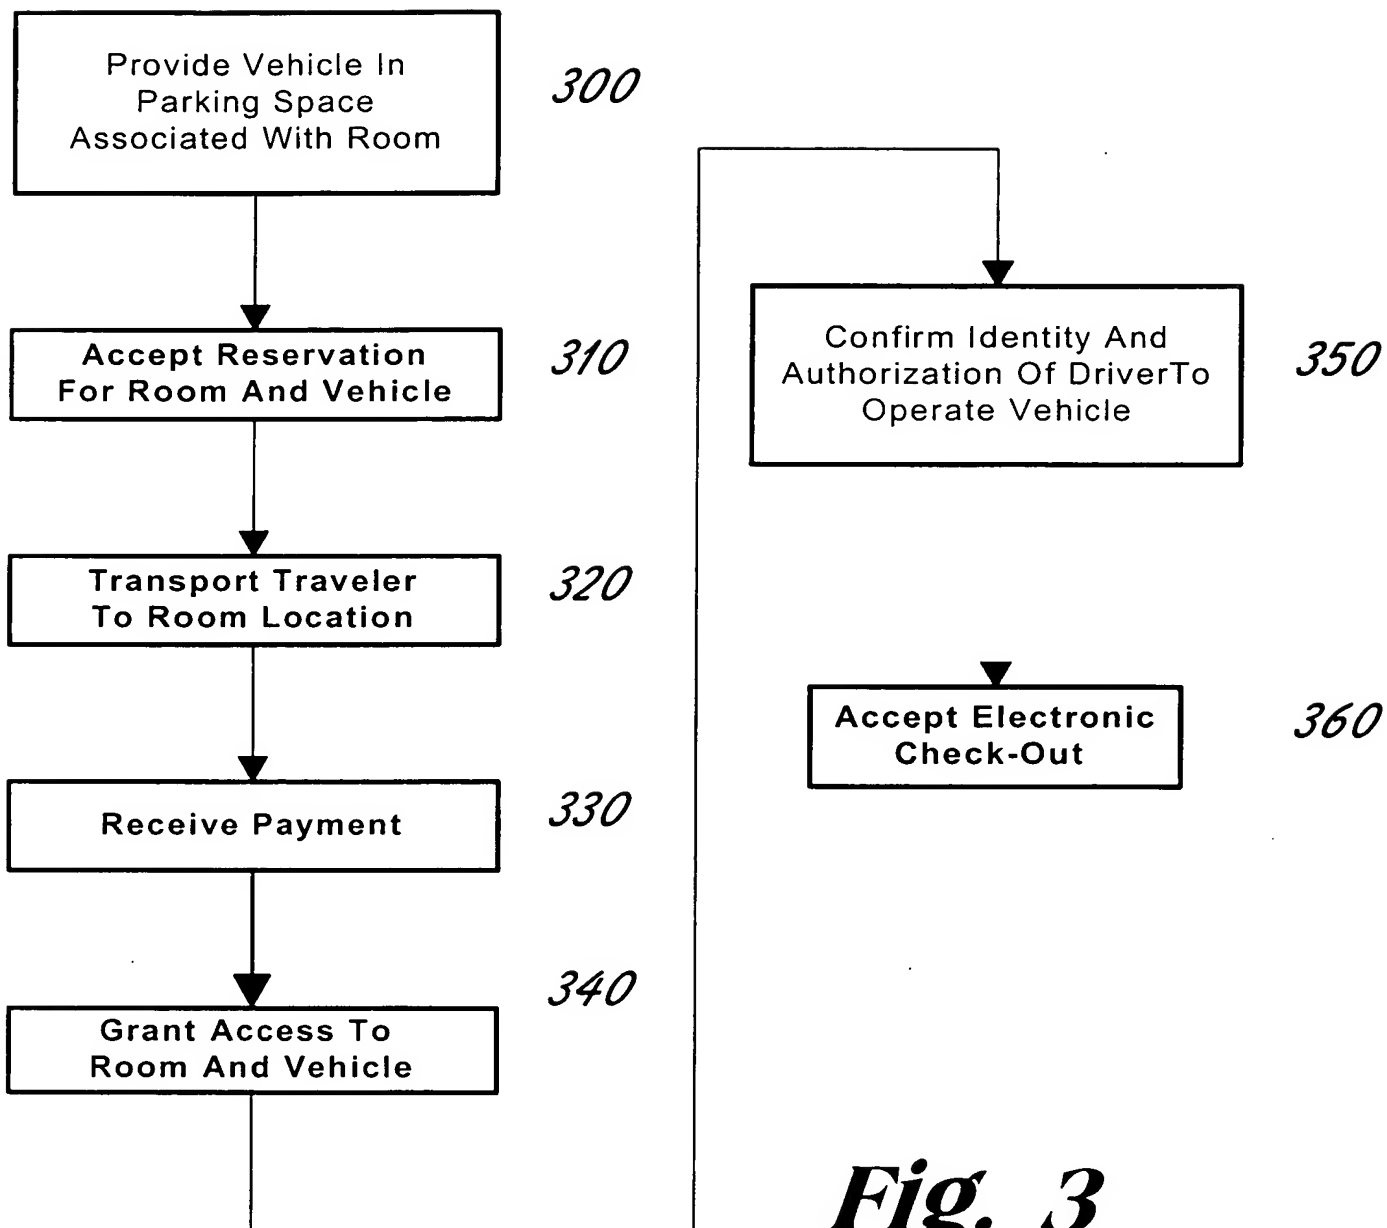 Provide Vehicle In
Parking Space
Associated With Room
300
Accept Reservation
For Room And Vehicle
310
Transport Traveler
To Room Location
320
Receive Payment
330
Grant Access To
Room And Vehicle
340
Confirm Identity And
Authorization Of DriverTo
Operate Vehicle
350
Accept Electronic
Check-Out
360
Fig. 3